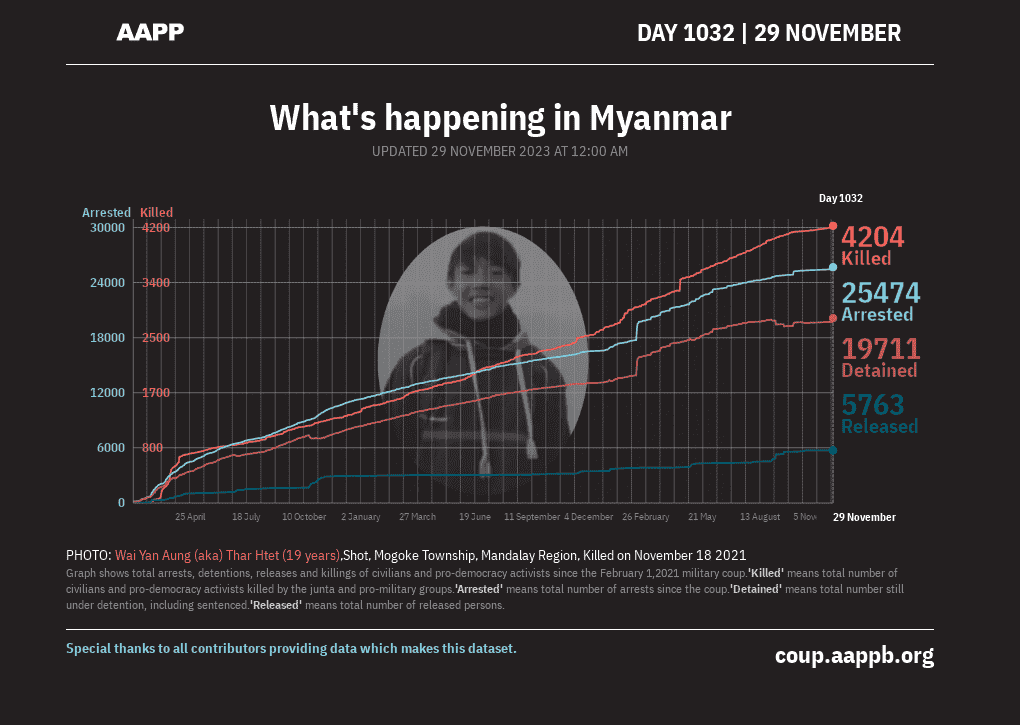 AAPP
DAY 1032 | 29 NOVEMBER
What's happening in Myanmar
UPDATED 29 NOVEMBER 2023 AT 12:00 AM
Day 1032
Arrested Killed
30000 4200
24000 3400
18000 2500
12000 1700
6000 800
0
4204
Killed
25474
Arrested
19711
Detained
5763
Released
25 April 18 July 10 October 2 January 27 March 19 June 11 September 4 December 26 February 21 May 13 August 5 Nov 29 November
PHOTO: Wai Yan Aung (aka) Thar Htet (19 years),Shot, Mogoke Township, Mandalay Region, Killed on November 18 2021
Graph shows total arrests, detentions, releases and killings of civilians and pro-democracy activists since the February 1,2021 military coup.'Killed' means total number of
civilians and pro-democracy activists killed by the junta and pro-military groups.'Arrested' means total number of arrests since the coup.'Detained' means total number still
under detention, including sentenced.'Released' means total number of released persons.
Special thanks to all contributors providing data which makes this dataset.
coup.aappb.org